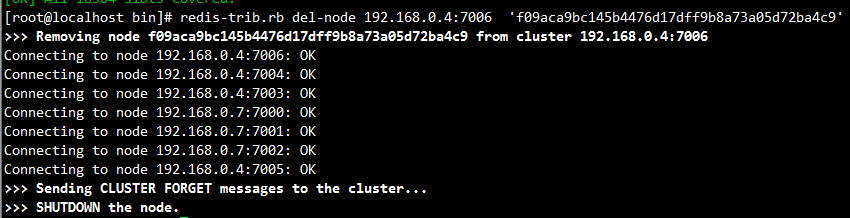 [OK] All 16384 slots covered.
[root@localhost bin]# redis-trib.rb del-node 192.168.0.4:7006  'f09aca9bc145b4476d17dff9b8a73a05d72ba4c9'
>>> Removing node f09aca9bc145b4476d17dff9b8a73a05d72ba4c9 from cluster 192.168.0.4:7006
Connecting to node 192.168.0.4:7006: OK
Connecting to node 192.168.0.4:7004: OK
Connecting to node 192.168.0.4:7003: OK
Connecting to node 192.168.0.7:7000: OK
Connecting to node 192.168.0.7:7001: OK
Connecting to node 192.168.0.7:7002: OK
Connecting to node 192.168.0.4:7005: OK
>>> Sending CLUSTER FORGET messages to the cluster...
>>> SHUTDOWN the node.